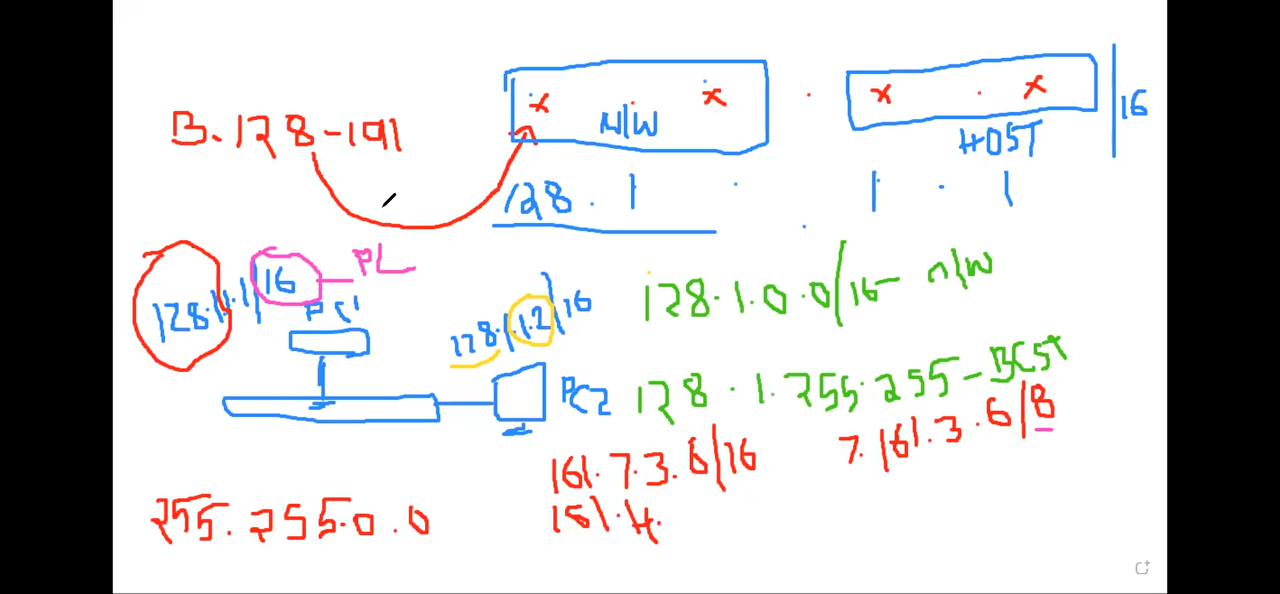 x x . x . x
N/W
HOST
16
B. 128-191
128 . 1 . 1 . 1
128.1.1.1/16 PL
PC1
128.1.1.2/16
PC2
128.1.0.0/16 - n/w
128.1.255.255 - BCST
161.7.3.6/16
7.161.3.6/8
255.255.0.0
161.4.